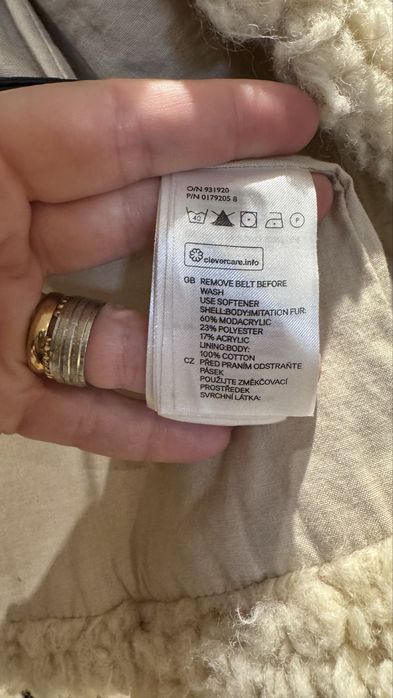 O/N 931920
P/N 0179205 8
40 P
clevercare.info
GB REMOVE BELT BEFORE
WASH
USE SOFTENER
SHELL:BODY:IMITATION FUR:
60% MODACRYLIC
23% POLYESTER
17% ACRYLIC
LINING:BODY:
100% COTTON
CZ PŘED PRANÍM ODSTRAŇTE
PÁSEK
POUŽIJTE ZMĚKČOVACÍ
PROSTŘEDEK
SVRCHNÍ LÁTKA: